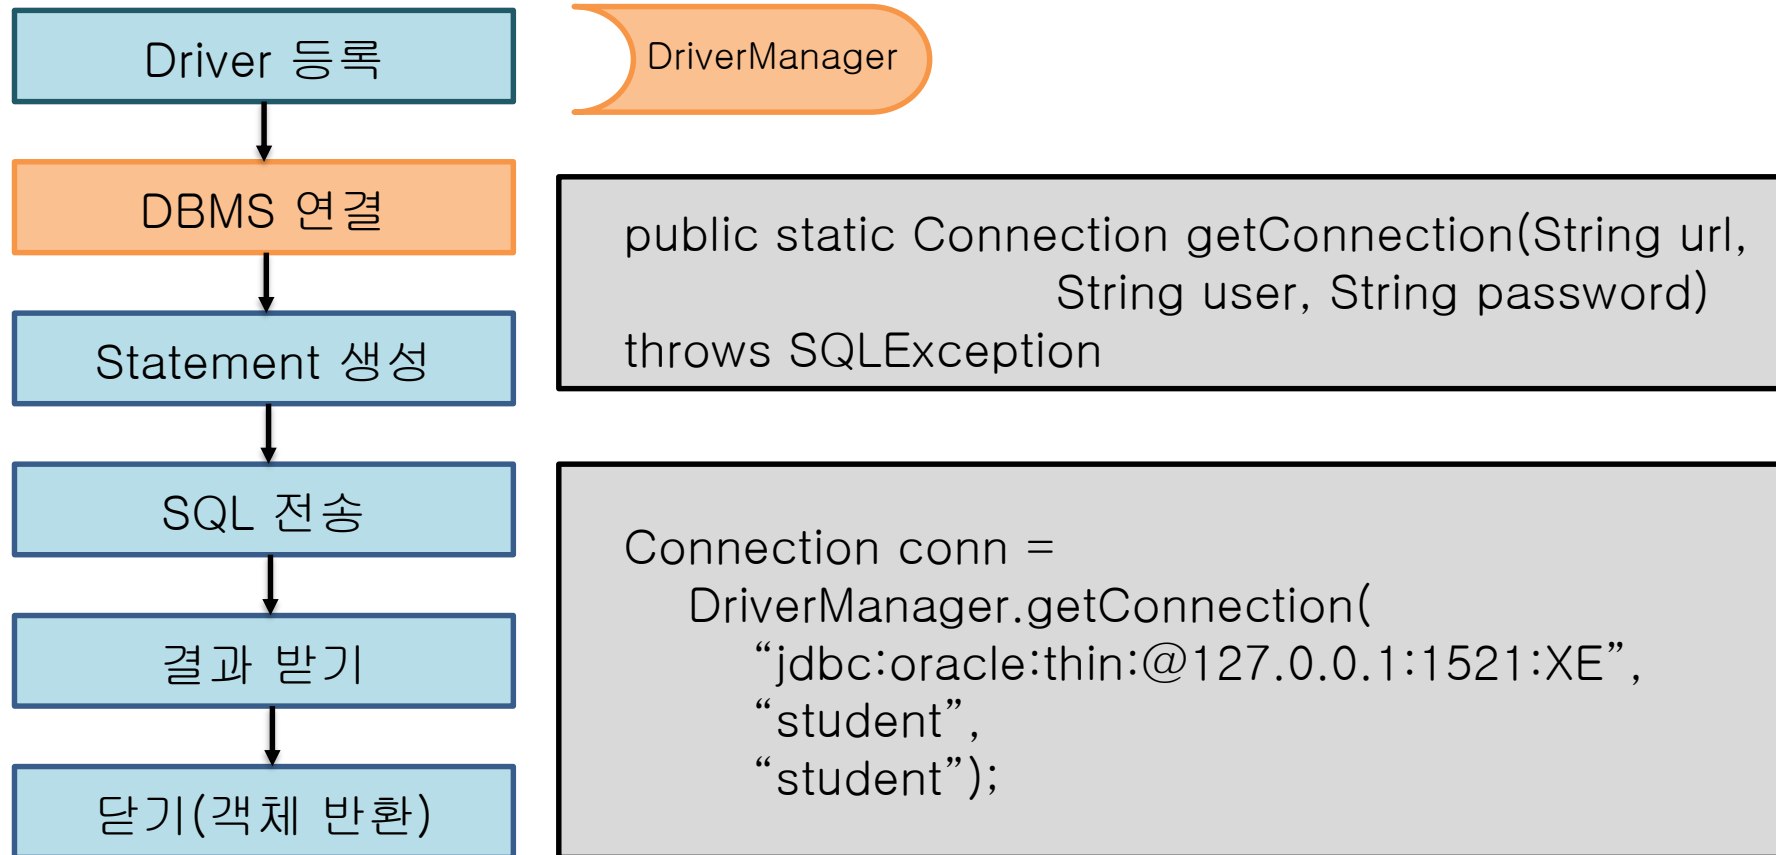 Driver 등록
DriverManager
DBMS 연결
Statement 생성
SQL 전송
결과 받기
닫기(객체 반환)
public static Connection getConnection(String url,
String user, String password)
throws SQLException
Connection conn =
DriverManager.getConnection(
“jdbc:oracle:thin:@127.0.0.1:1521:XE”,
“student”,
“student”);